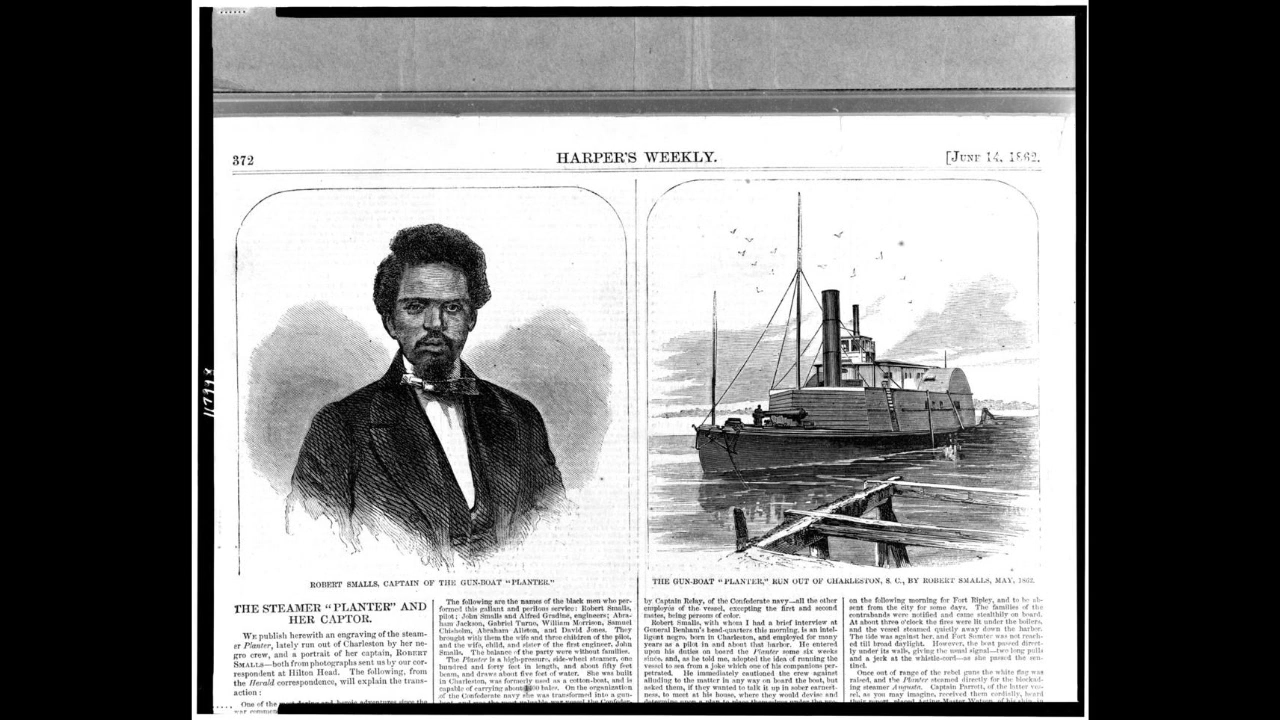 372
HARPER'S WEEKLY.
[JUNE 14, 1862.
117998
ROBERT SMALLS, CAPTAIN OF THE GUN-BOAT "PLANTER."
THE GUN-BOAT "PLANTER," RUN OUT OF CHARLESTON, S. C., BY ROBERT SMALLS, MAY, 1862.
THE STEAMER "PLANTER" AND
HER CAPTOR.
WE publish herewith an engraving of the steam-
er Planter, lately run out of Charleston by her ne-
gro crew, and a portrait of her captain, ROBERT
SMALLS—both from photographs sent us by our cor-
respondent at Hilton Head. The following, from
the Herald correspondence, will explain the trans-
action:
One of the most daring and heroic adventures since the
war commen
The following are the names of the black men who per-
formed this gallant and perilous service: Robert Smalls,
pilot; John Smalls and Alfred Gradine, engineers; Abra-
ham Jackson, Gabriel Turno, William Morrison, Samuel
Chisholm, Abraham Allston, and David Jones. They
brought with them the wife and three children of the pilot,
and the wife, child, and sister of the first engineer, John
Smalls. The balance of the party were without families.
The Planter is a high-pressure, side-wheel steamer, one
hundred and forty feet in length, and about fifty feet
beam, and draws about five feet of water. She was built
in Charleston, was formerly used as a cotton-boat, and is
capable of carrying about 00 bales. On the organization
of the Confederate navy she was transformed into a gun-
by Captain Relay, of the Confederate navy—all the other
employés of the vessel, excepting the first and second
mates, being persons of color.
Robert Smalls, with whom I had a brief interview at
General Benham's head-quarters this morning, is an intel-
ligent negro, born in Charleston, and employed for many
years as a pilot in and about that harbor. He entered
upon his duties on board the Planter some six weeks
since, and, as he told me, adopted the idea of running the
vessel to sea from a joke which one of his companions per-
petrated. He immediately cautioned the crew against
alluding to the matter in any way on board the boat, but
asked them, if they wanted to talk it up in sober earnest-
ness, to meet at his house, where they would devise and
on the following morning for Fort Ripley, and to be ab-
sent from the city for some days. The families of the
contrabands were notified and came stealthily on board.
At about three o'clock the fires were lit under the boilers,
and the vessel steamed quietly away down the harbor.
The tide was against her, and Fort Sumter was not reach-
ed till broad daylight. However, the boat passed direct-
ly under its walls, giving the usual signal—two long pulls
and a jerk at the whistle-cord—as she passed the sen-
tinel.
Once out of range of the rebel guns the white flag was
raised, and the Planter steamed directly for the blockad-
ing steamer Augusta. Captain Parrott, of the latter ves-
sel, as you may imagine, received them cordially, heard